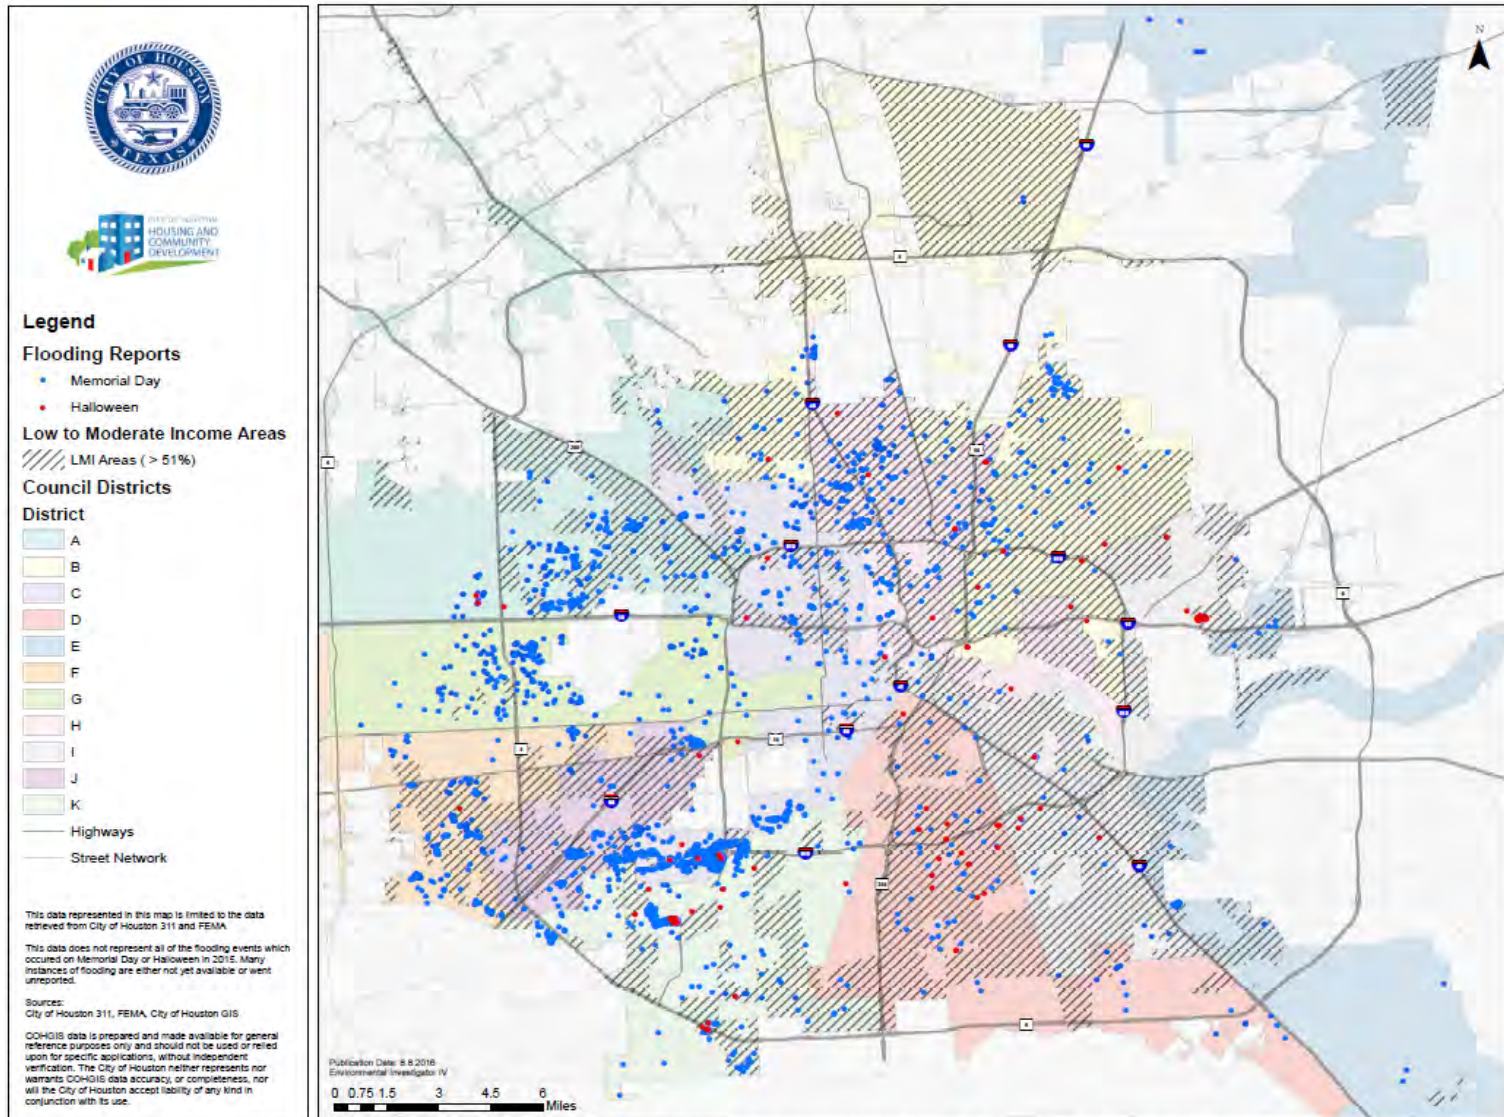 CITY OF HOUSTON
TEXAS
CITY OF HOUSTON
HOUSING AND
COMMUNITY
DEVELOPMENT
Legend
Flooding Reports
Memorial Day
Halloween
Low to Moderate Income Areas
LMI Areas ( > 51%)
Council Districts
District
A
B
C
D
E
F
G
H
I
J
K
Highways
Street Network
This data represented in this map is limited to the data
retrieved from City of Houston 311 and FEMA
This data does not represent all of the flooding events which
occured on Memorial Day or Halloween in 2015. Many
instances of flooding are either not yet available or went
unreported.
Sources:
City of Houston 311, FEMA, City of Houston GIS
COHGIS data is prepared and made available for general
reference purposes only and should not be used or relied
upon for specific applications, without independent
verification. The City of Houston neither represents nor
warrants COHGIS data accuracy, or completeness, nor
will the City of Houston accept liability of any kind in
conjunction with its use.
N
Publication Date: 8.8.2016
Environmental Investigator IV
0 0.75 1.5 3 4.5 6
Miles